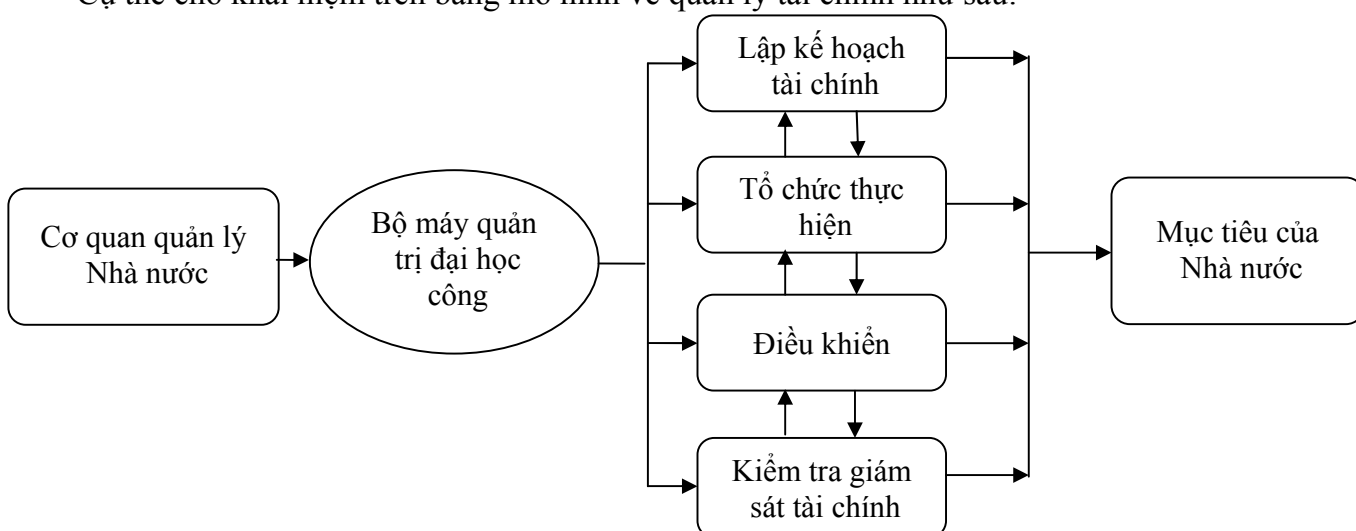 Cụ thể cho khái niệm trên bằng mô hình về quản lý tài chính như sau:
Lập kế hoạch
tài chính
Tổ chức thực
hiện
Cơ quan quản lý
Nhà nước
Bộ máy quản
trị đại học
công
Mục tiêu của
Nhà nước
Điều khiển
Kiểm tra giám
sát tài chính